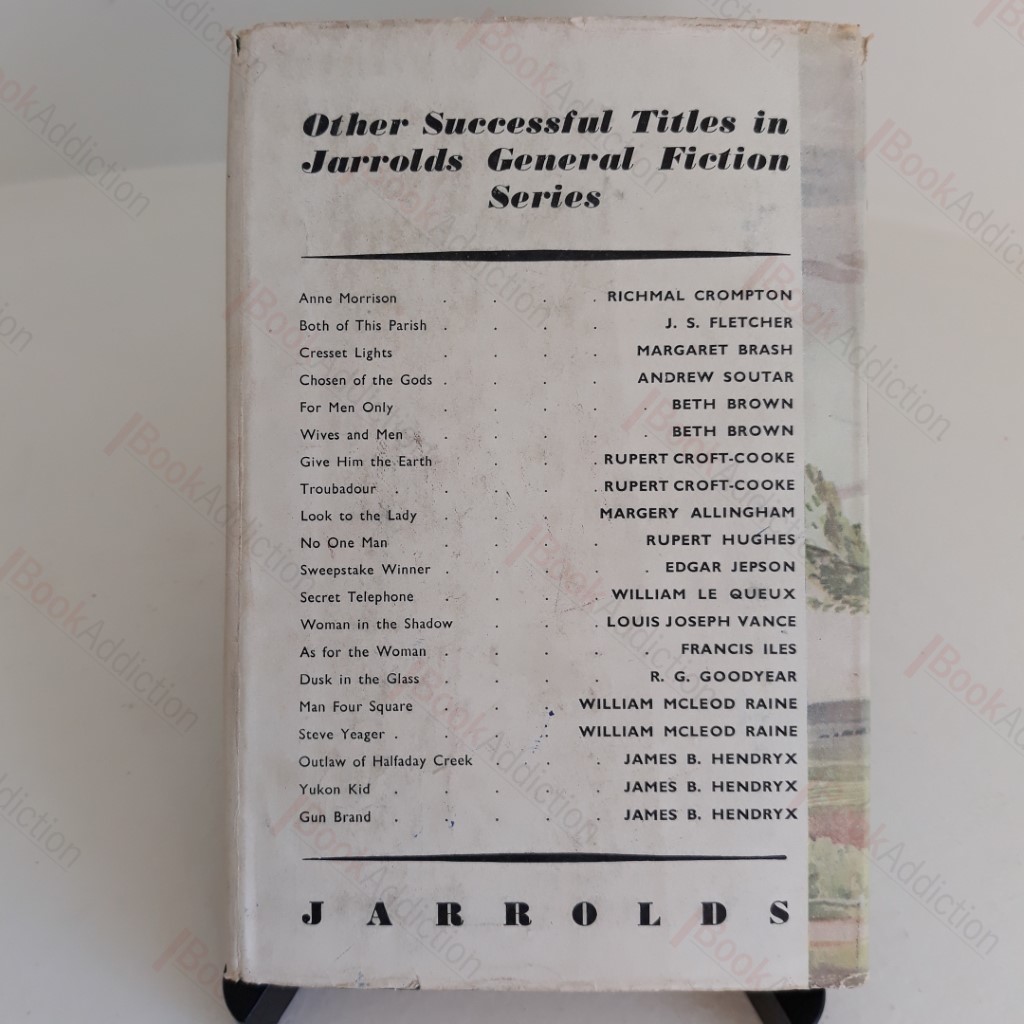 Other Successful Titles in
Jarrolds General Fiction
Series
Anne Morrison . . . . RICHMAL CROMPTON
Both of This Parish . . . . J. S. FLETCHER
Cresset Lights . . . . MARGARET BRASH
Chosen of the Gods . . . . ANDREW SOUTAR
For Men Only . . . . . BETH BROWN
Wives and Men . . . . . BETH BROWN
Give Him the Earth . . . . RUPERT CROFT-COOKE
Troubadour . . . . . RUPERT CROFT-COOKE
Look to the Lady . . . MARGERY ALLINGHAM
No One Man . . . . RUPERT HUGHES
Sweepstake Winner . . . . . EDGAR JEPSON
Secret Telephone . . . . WILLIAM LE QUEUX
Woman in the Shadow . . . LOUIS JOSEPH VANCE
As for the Woman . . . . . FRANCIS ILES
Dusk in the Glass . . . . R. G. GOODYEAR
Man Four Square . . . WILLIAM MCLEOD RAINE
Steve Yeager . . . . WILLIAM MCLEOD RAINE
Outlaw of Halfaday Creek . . . . JAMES B. HENDRYX
Yukon Kid . . . . . JAMES B. HENDRYX
Gun Brand . . . . . JAMES B. HENDRYX
JARROLDS
BookAddiction